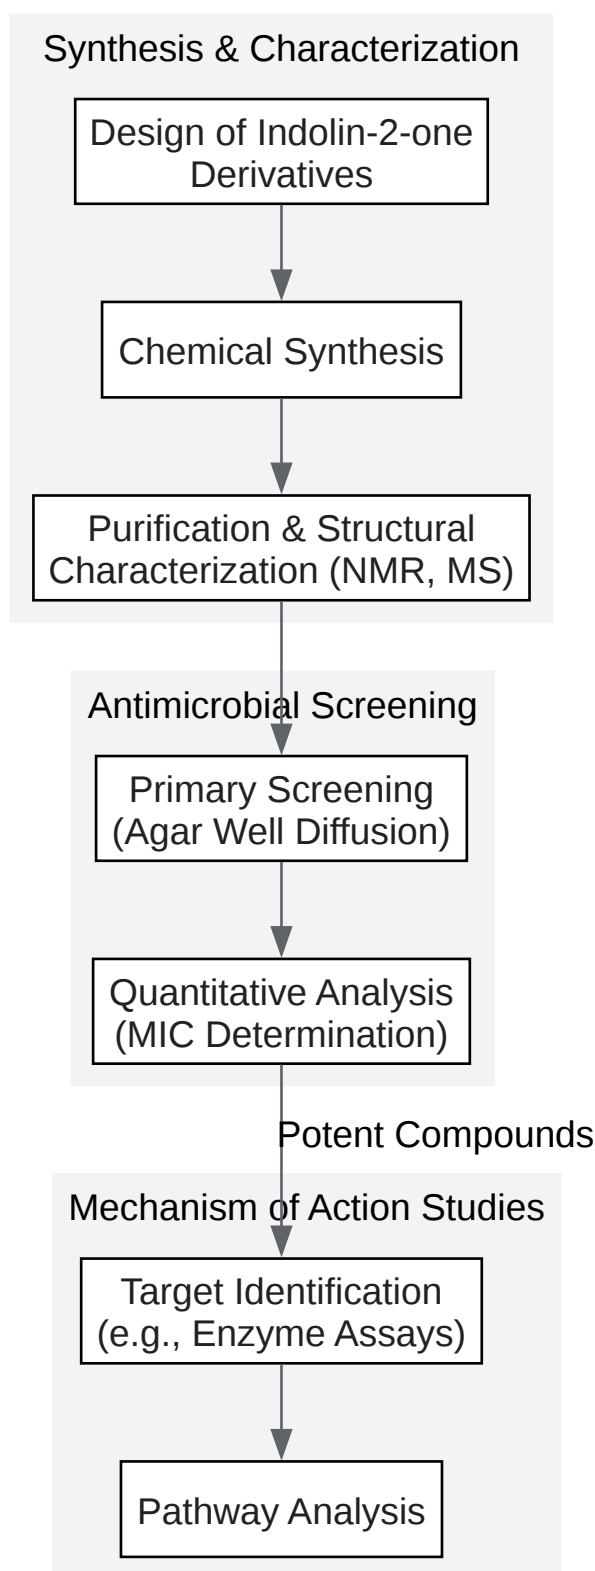 Synthesis & Characterization
Design of Indolin-2-one
Derivatives
Chemical Synthesis
Purification & Structural
Characterization (NMR, MS)
Antimicrobial Screening
Primary Screening
(Agar Well Diffusion)
Quantitative Analysis
(MIC Determination)
Potent Compounds
Mechanism of Action Studies
Target Identification
(e.g., Enzyme Assays)
Pathway Analysis